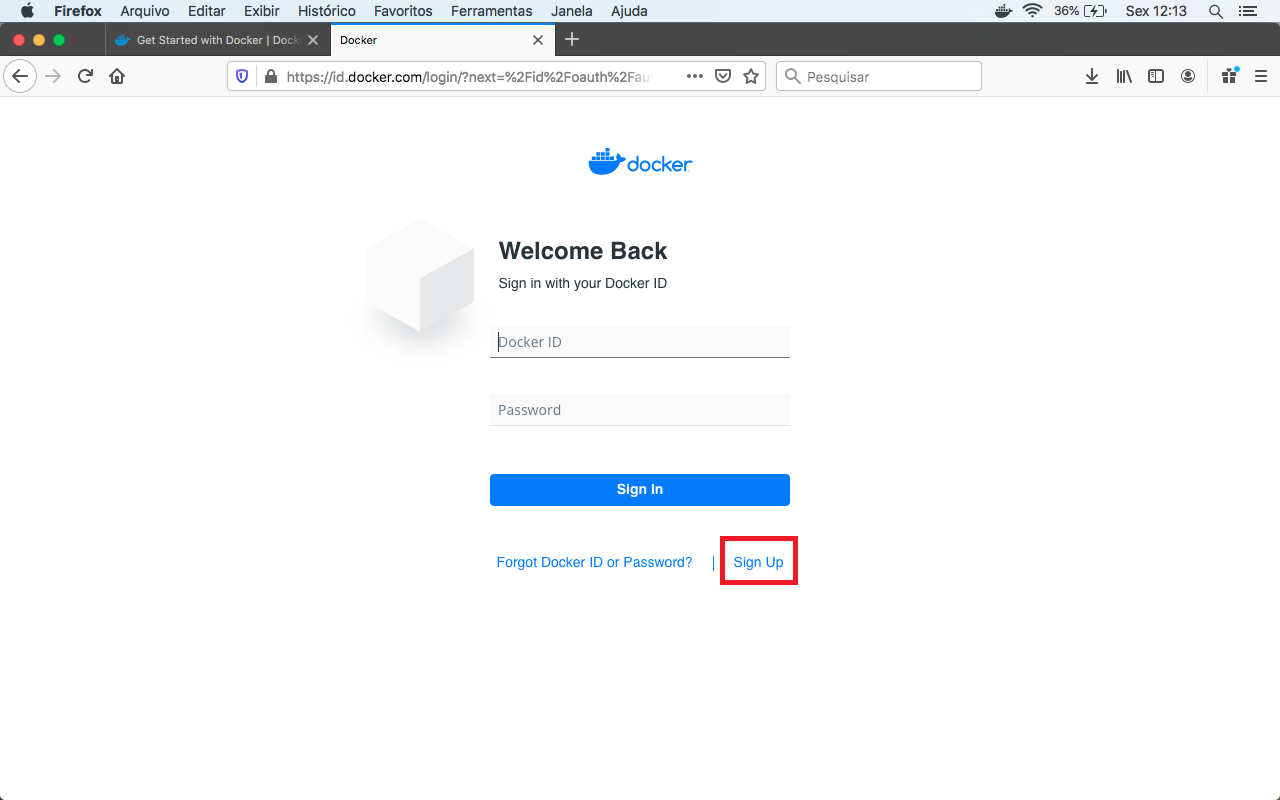 Firefox Arquivo Editar Exibir Histórico Favoritos Ferramentas Janela Ajuda 36% Sex 12:13
Get Started with Docker | Dock
Docker
https://id.docker.com/login/?next=%2Fid%2Foauth%2Fau
Pesquisar
docker
Welcome Back
Sign in with your Docker ID
Docker ID
Password
Sign In
Forgot Docker ID or Password? | Sign Up